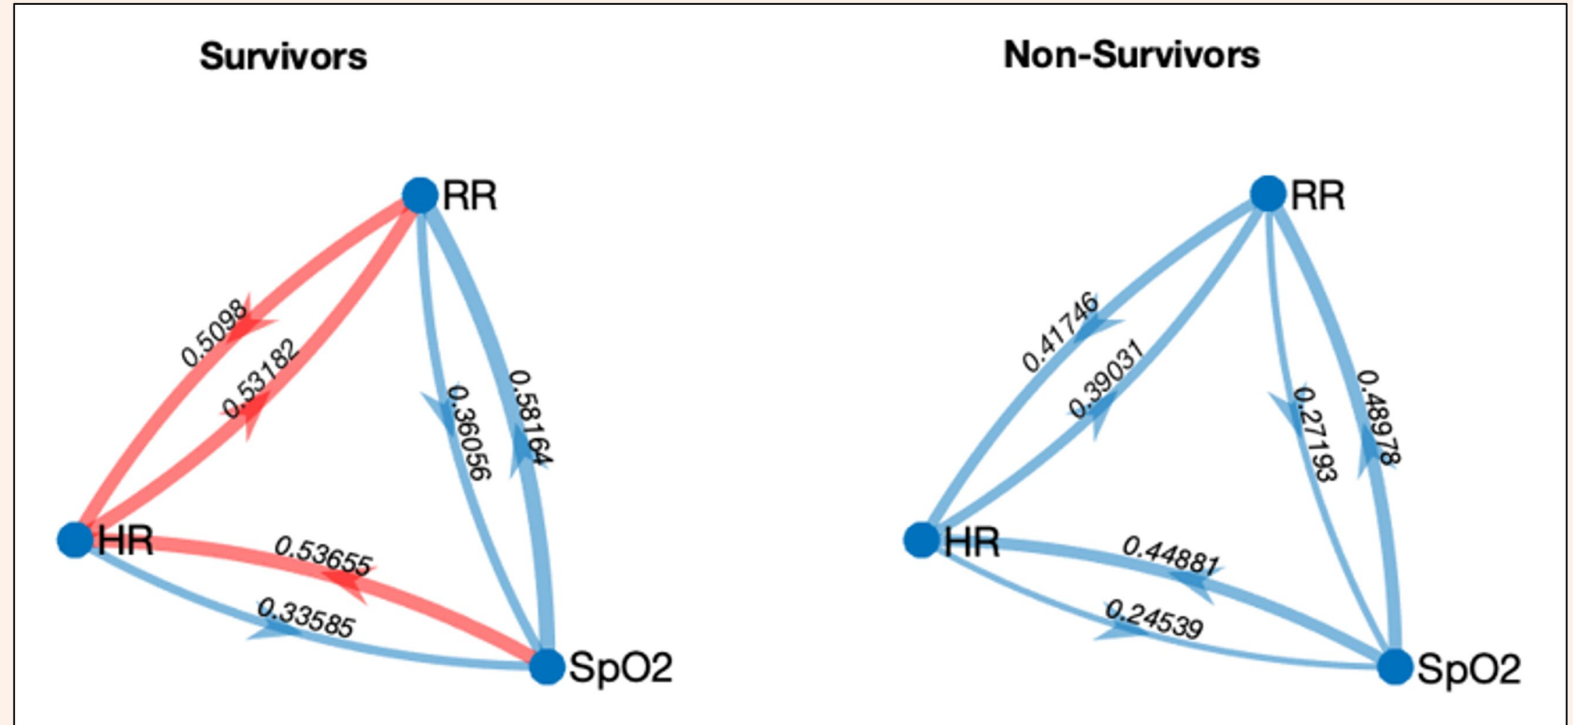 Survivors
RR
0.5098
0.53182
0.36056
0.58164
HR
0.53655
0.33585
SpO2
Non-Survivors
RR
0.41746
0.39031
0.27193
0.48978
HR
0.44881
0.24539
SpO2